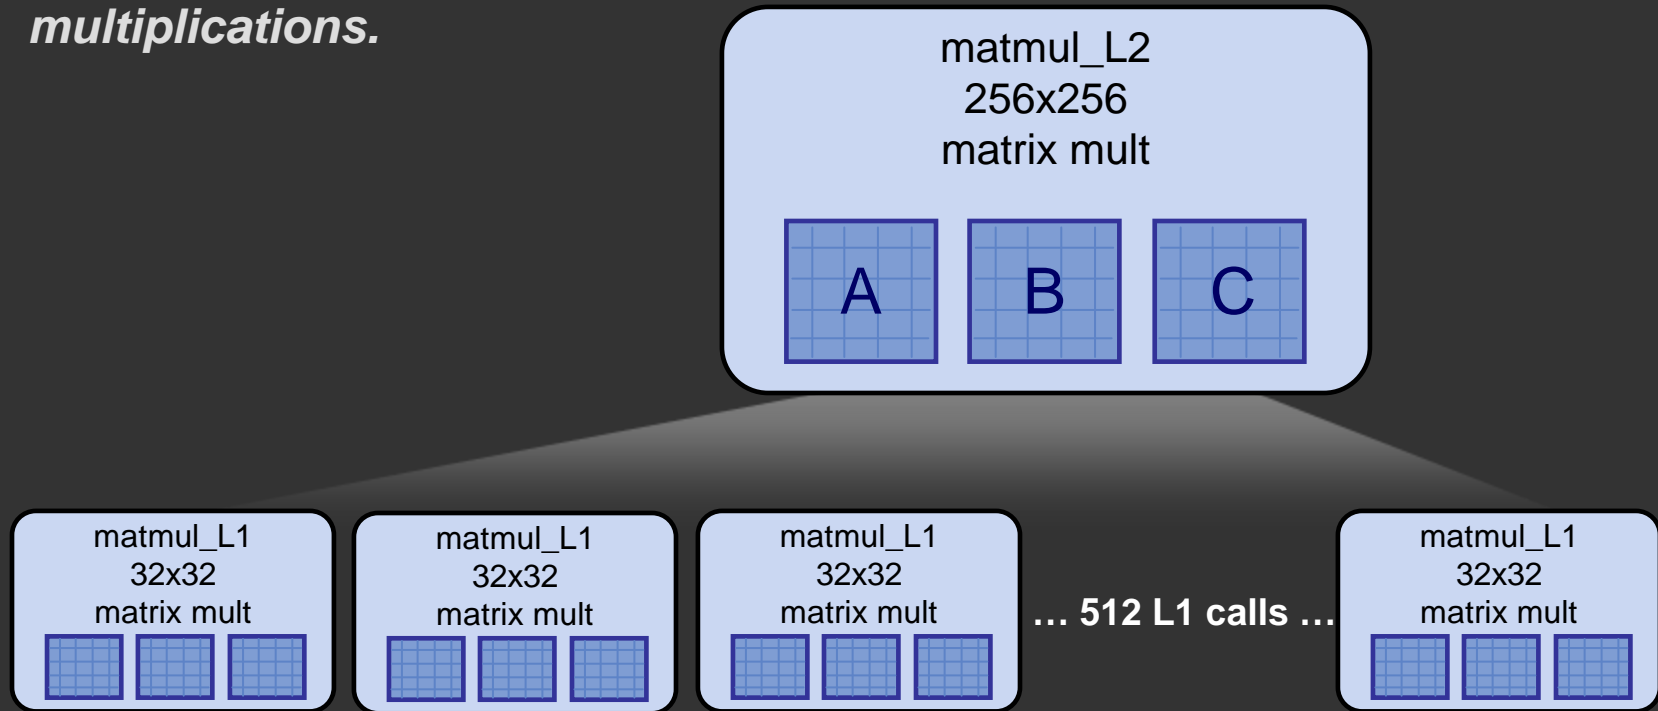 multiplications.
matmul_L2
256x256
matrix mult
A B C
matmul_L1
32x32
matrix mult
matmul_L1
32x32
matrix mult
matmul_L1
32x32
matrix mult
… 512 L1 calls …
matmul_L1
32x32
matrix mult